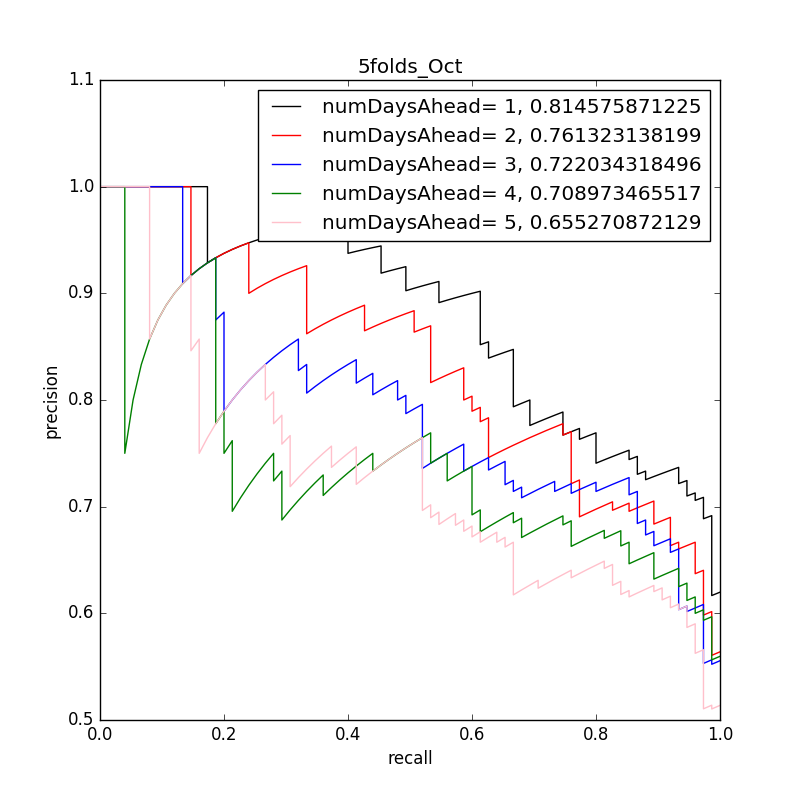 5folds_Oct
1.1
numDaysAhead= 1, 0.814575871225
numDaysAhead= 2, 0.761323138199
numDaysAhead= 3, 0.722034318496
numDaysAhead= 4, 0.708973465517
numDaysAhead= 5, 0.655270872129
1.0
0.9
0.8
precision
0.7
0.6
0.5
0.0 0.2 0.4 0.6 0.8 1.0
recall